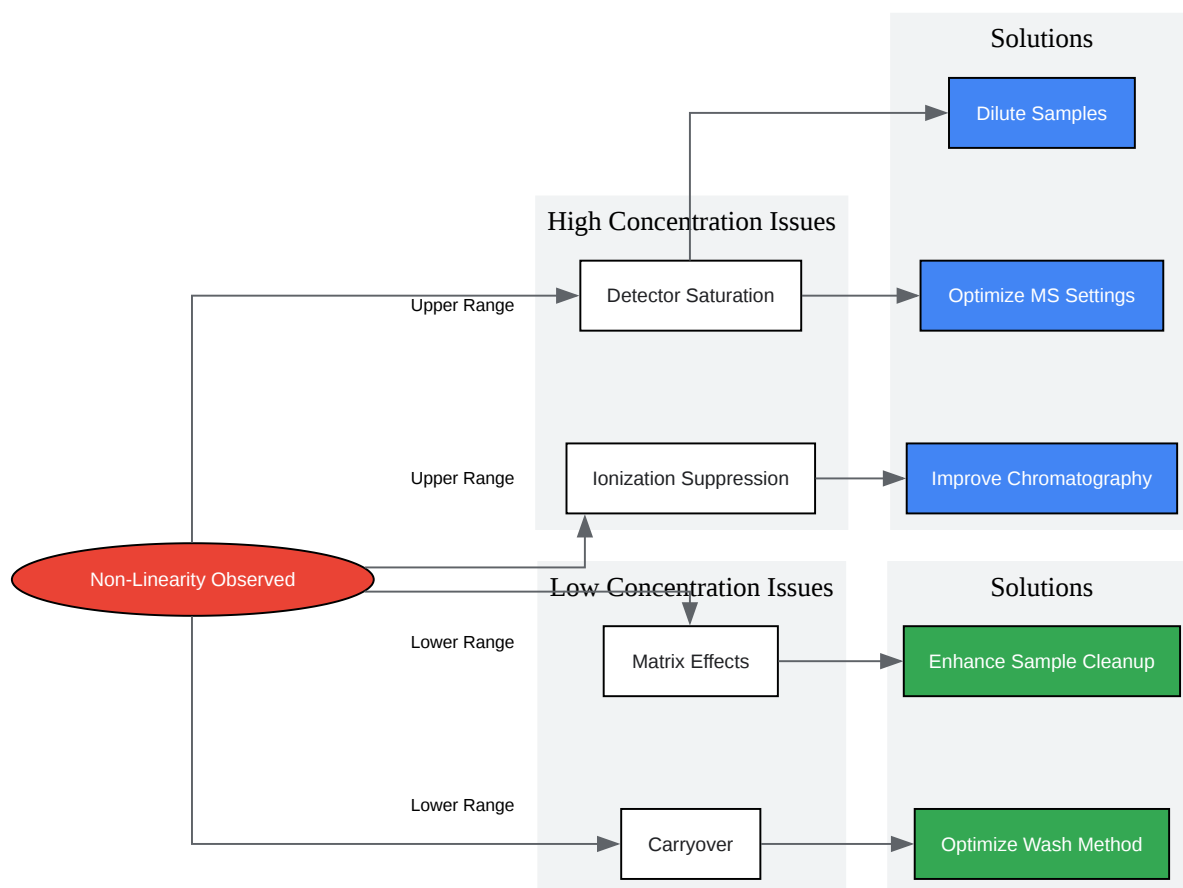 Solutions
Dilute Samples
High Concentration Issues
Detector Saturation
Optimize MS Settings
Upper Range
Upper Range
Ionization Suppression
Improve Chromatography
Non-Linearity Observed
Low Concentration Issues
Solutions
Lower Range
Matrix Effects
Enhance Sample Cleanup
Lower Range
Carryover
Optimize Wash Method